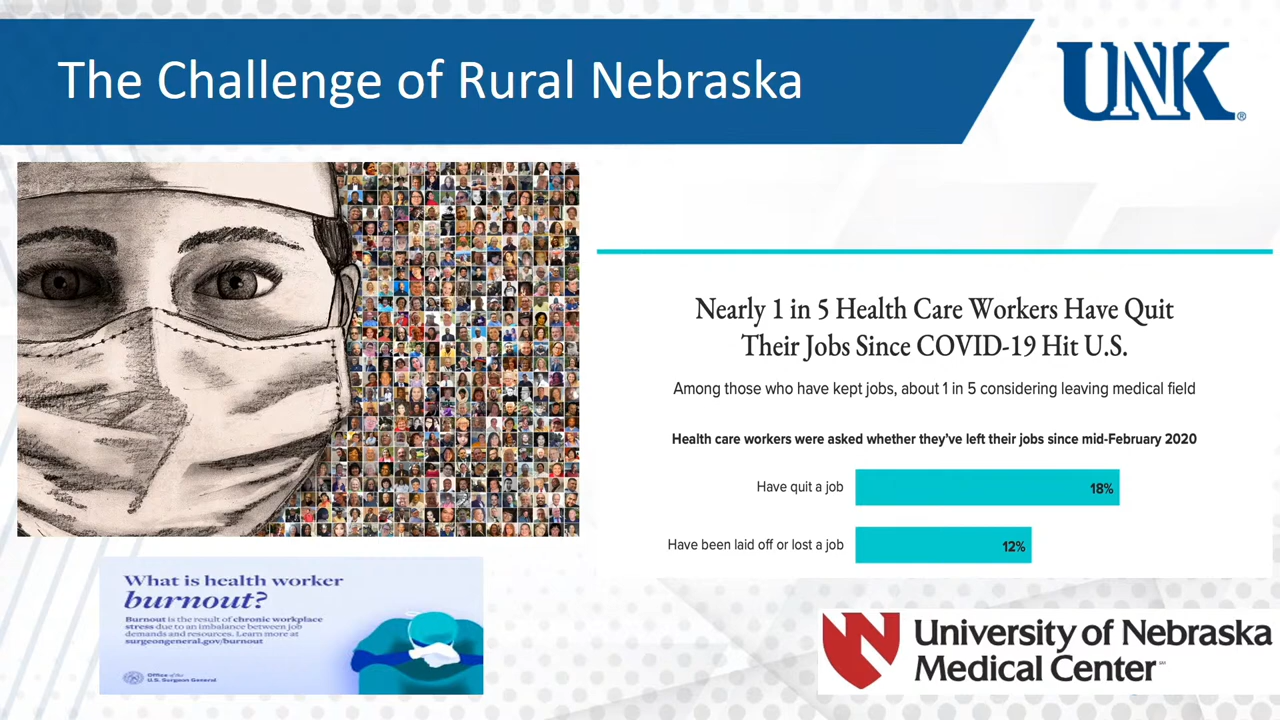 The Challenge of Rural Nebraska
UNK®
Nearly 1 in 5 Health Care Workers Have Quit
Their Jobs Since COVID-19 Hit U.S.
Among those who have kept jobs, about 1 in 5 considering leaving medical field
Health care workers were asked whether they've left their jobs since mid-February 2020
Have quit a job
18%
Have been laid off or lost a job
12%
What is health worker
burnout?
Burnout is the result of chronic workplace
stress due to an imbalance between job
demands and resources. Learn more at
surgeongeneral.gov/burnout
Office of the
U.S. Surgeon General
N
University of Nebraska
Medical Center